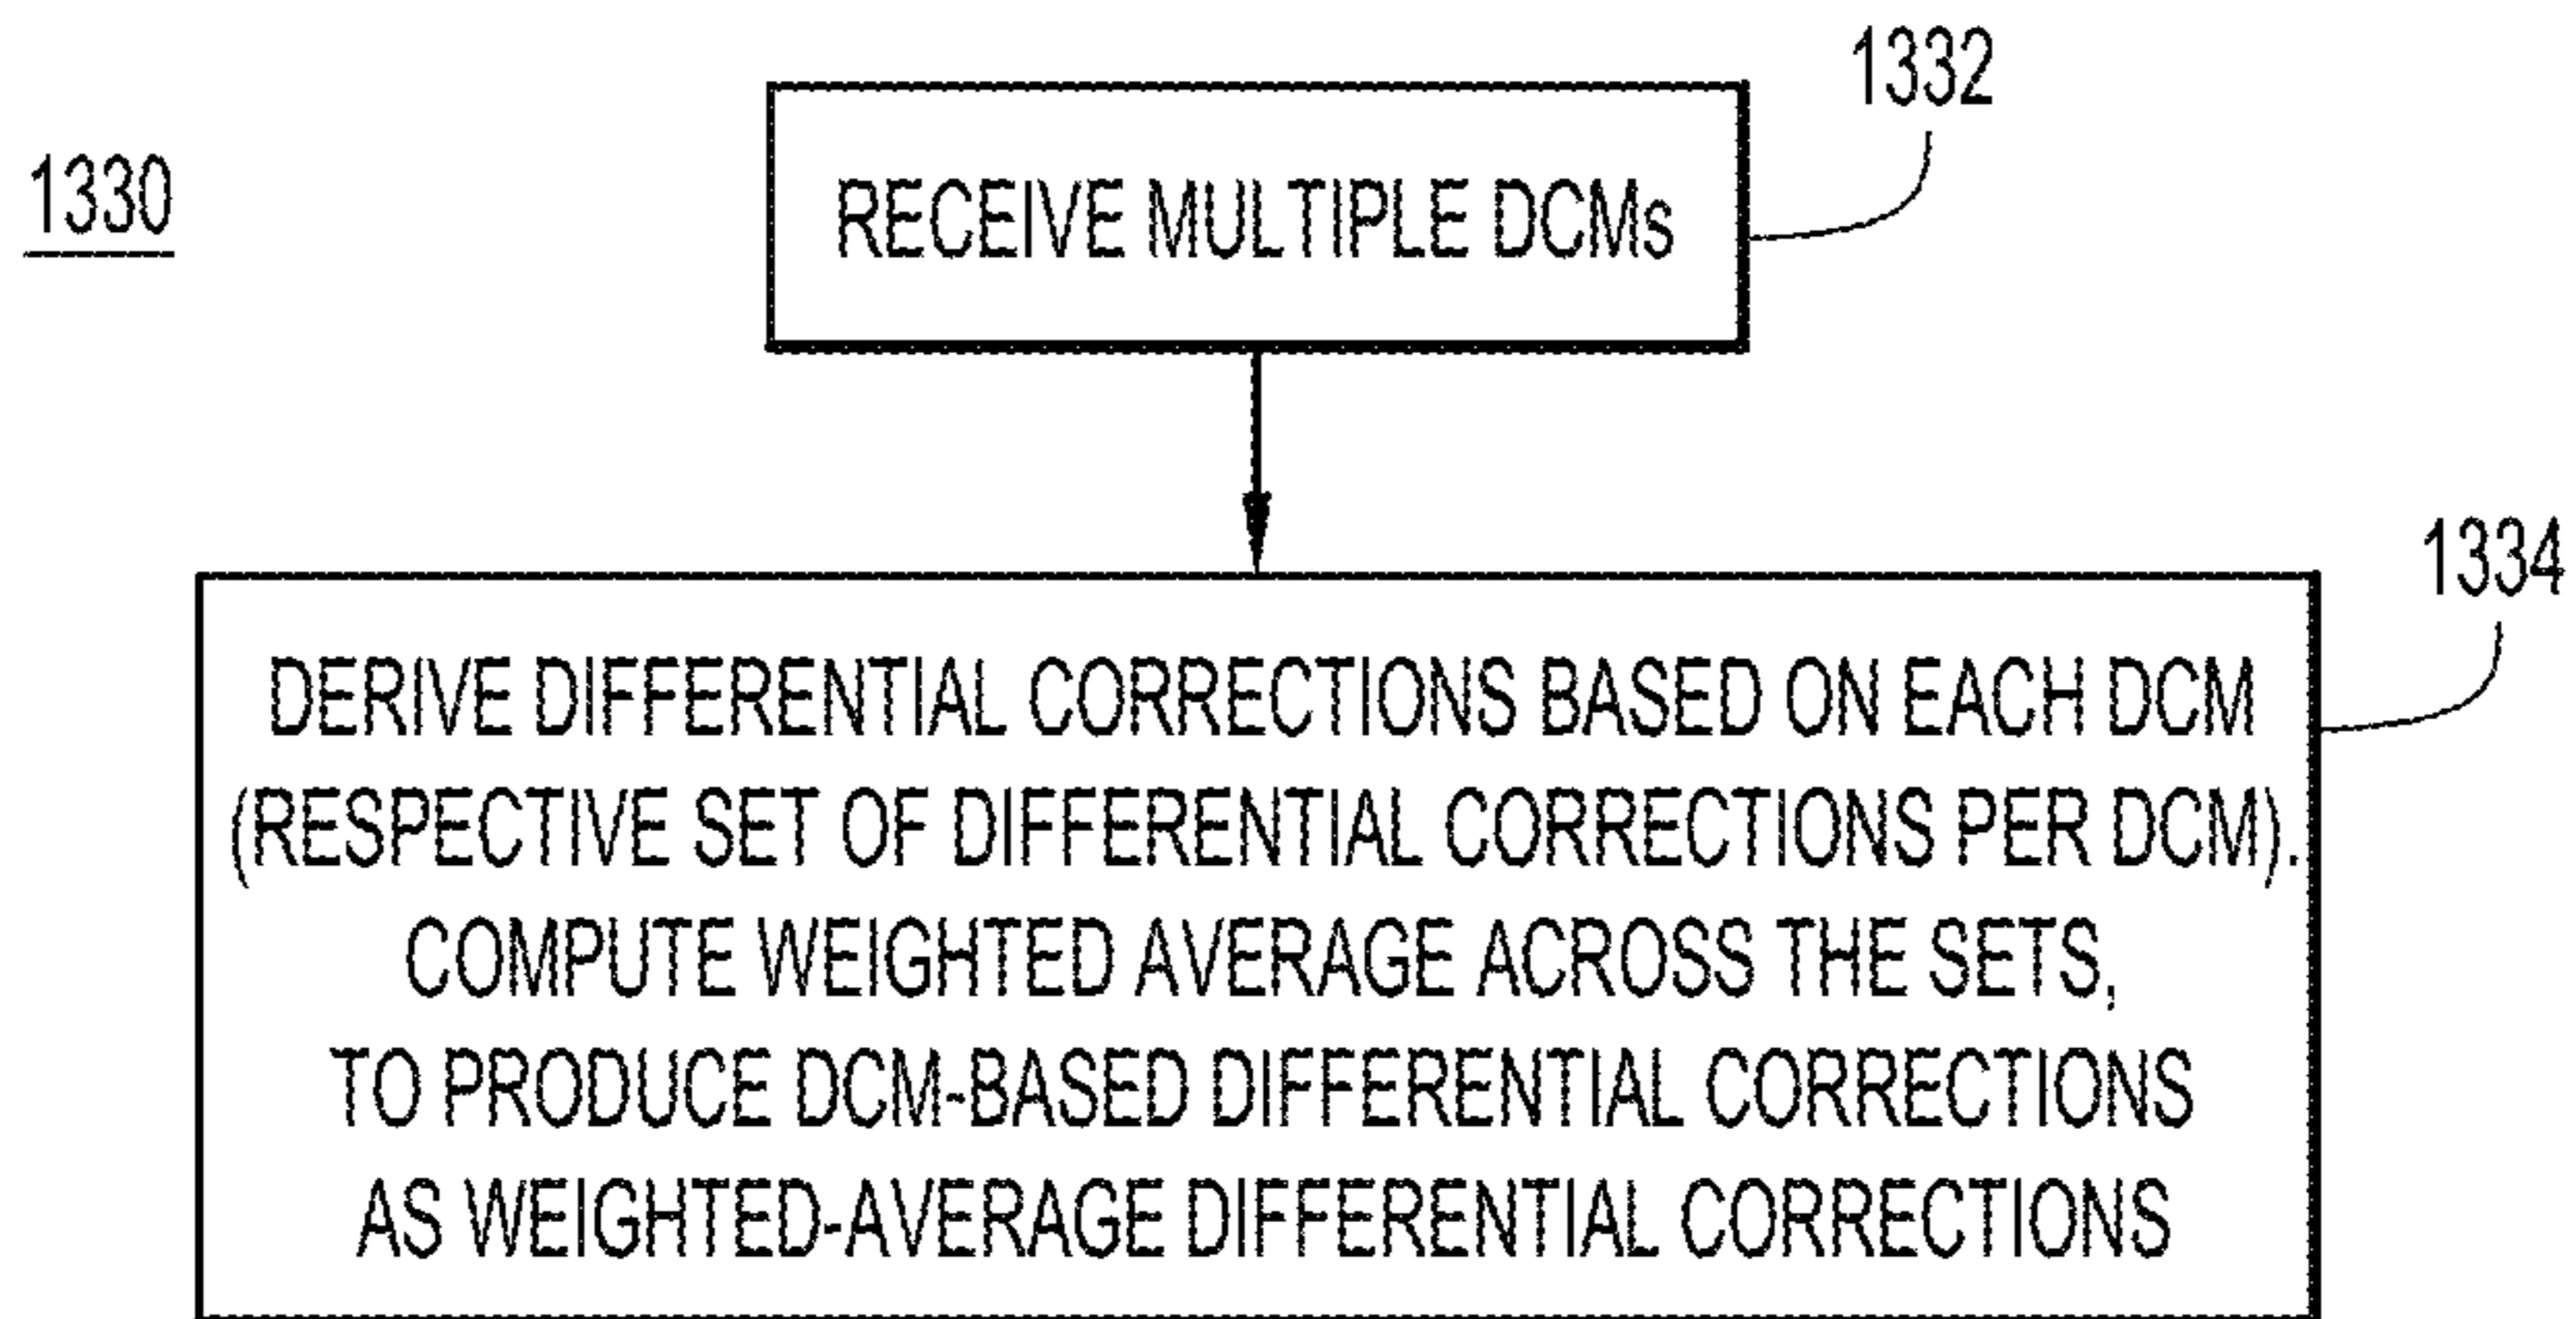 1330
1332
RECEIVE MULTIPLE DCMs
1334
DERIVE DIFFERENTIAL CORRECTIONS BASED ON EACH DCM
(RESPECTIVE SET OF DIFFERENTIAL CORRECTIONS PER DCM).
COMPUTE WEIGHTED AVERAGE ACROSS THE SETS,
TO PRODUCE DCM-BASED DIFFERENTIAL CORRECTIONS
AS WEIGHTED-AVERAGE DIFFERENTIAL CORRECTIONS